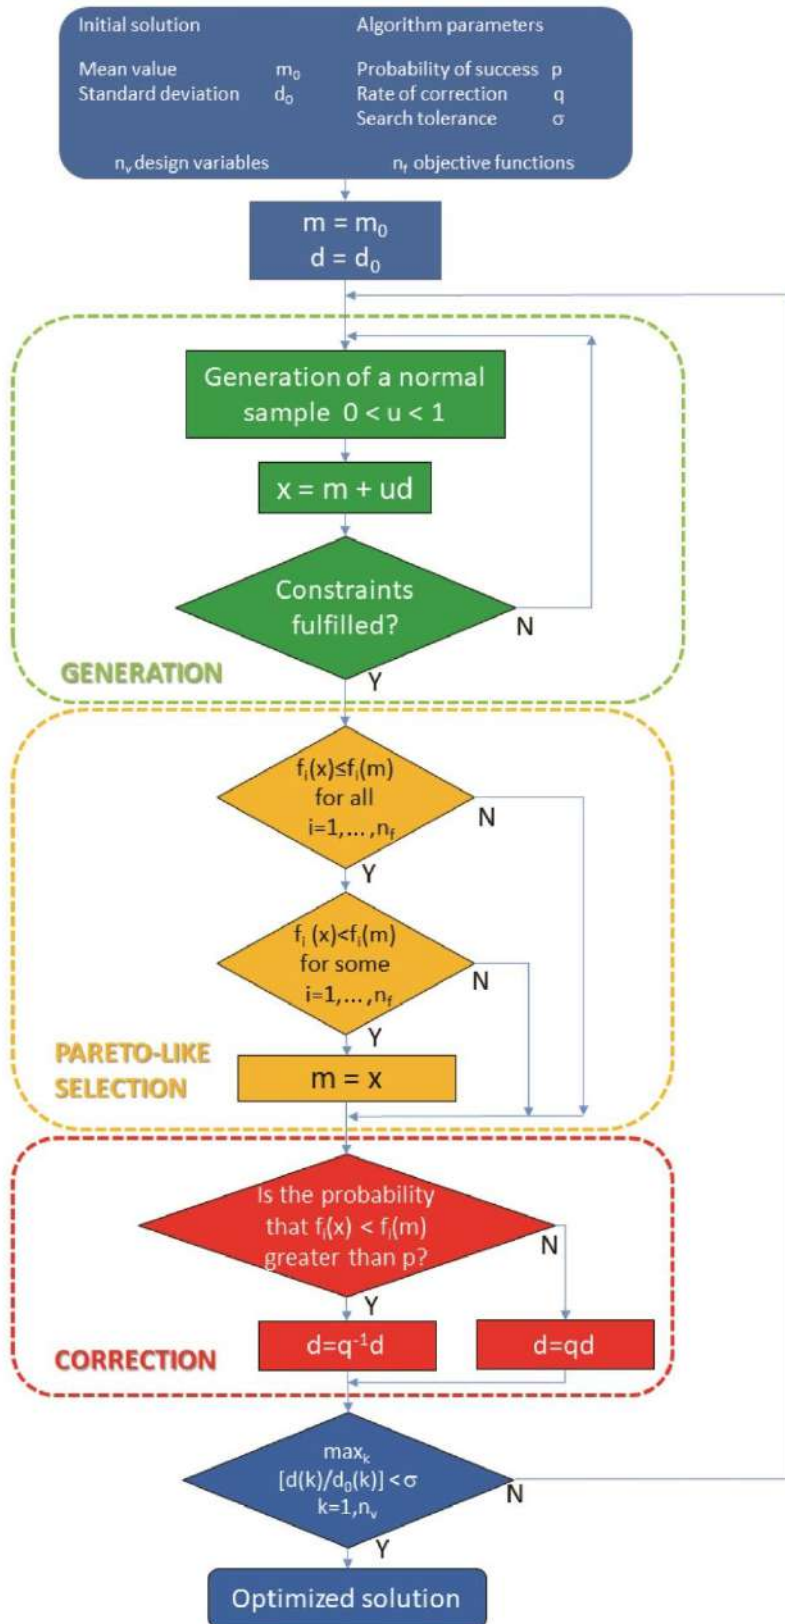 Initial solution Algorithm parameters
Mean value m₀ Probability of success p
Standard deviation d₀ Rate of correction q
Search tolerance σ
nᵥ design variables n_f objective functions
m = m₀
d = d₀
Generation of a normal
sample 0 < u < 1
x = m + ud
Constraints
fulfilled?
N
GENERATION
Y
fᵢ(x)≤fᵢ(m)
for all
i=1,...,n_f
N
Y
fᵢ (x)<fᵢ(m)
for some
i=1,...,n_f
N
Y
PARETO-LIKE
SELECTION
m = x
Is the probability
that fᵢ(x) < fᵢ(m)
greater than p?
N
Y
d=q⁻¹d
d=qd
CORRECTION
maxₖ
[d(k)/d₀(k)] < σ
k=1,nᵥ
N
Y
Optimized solution